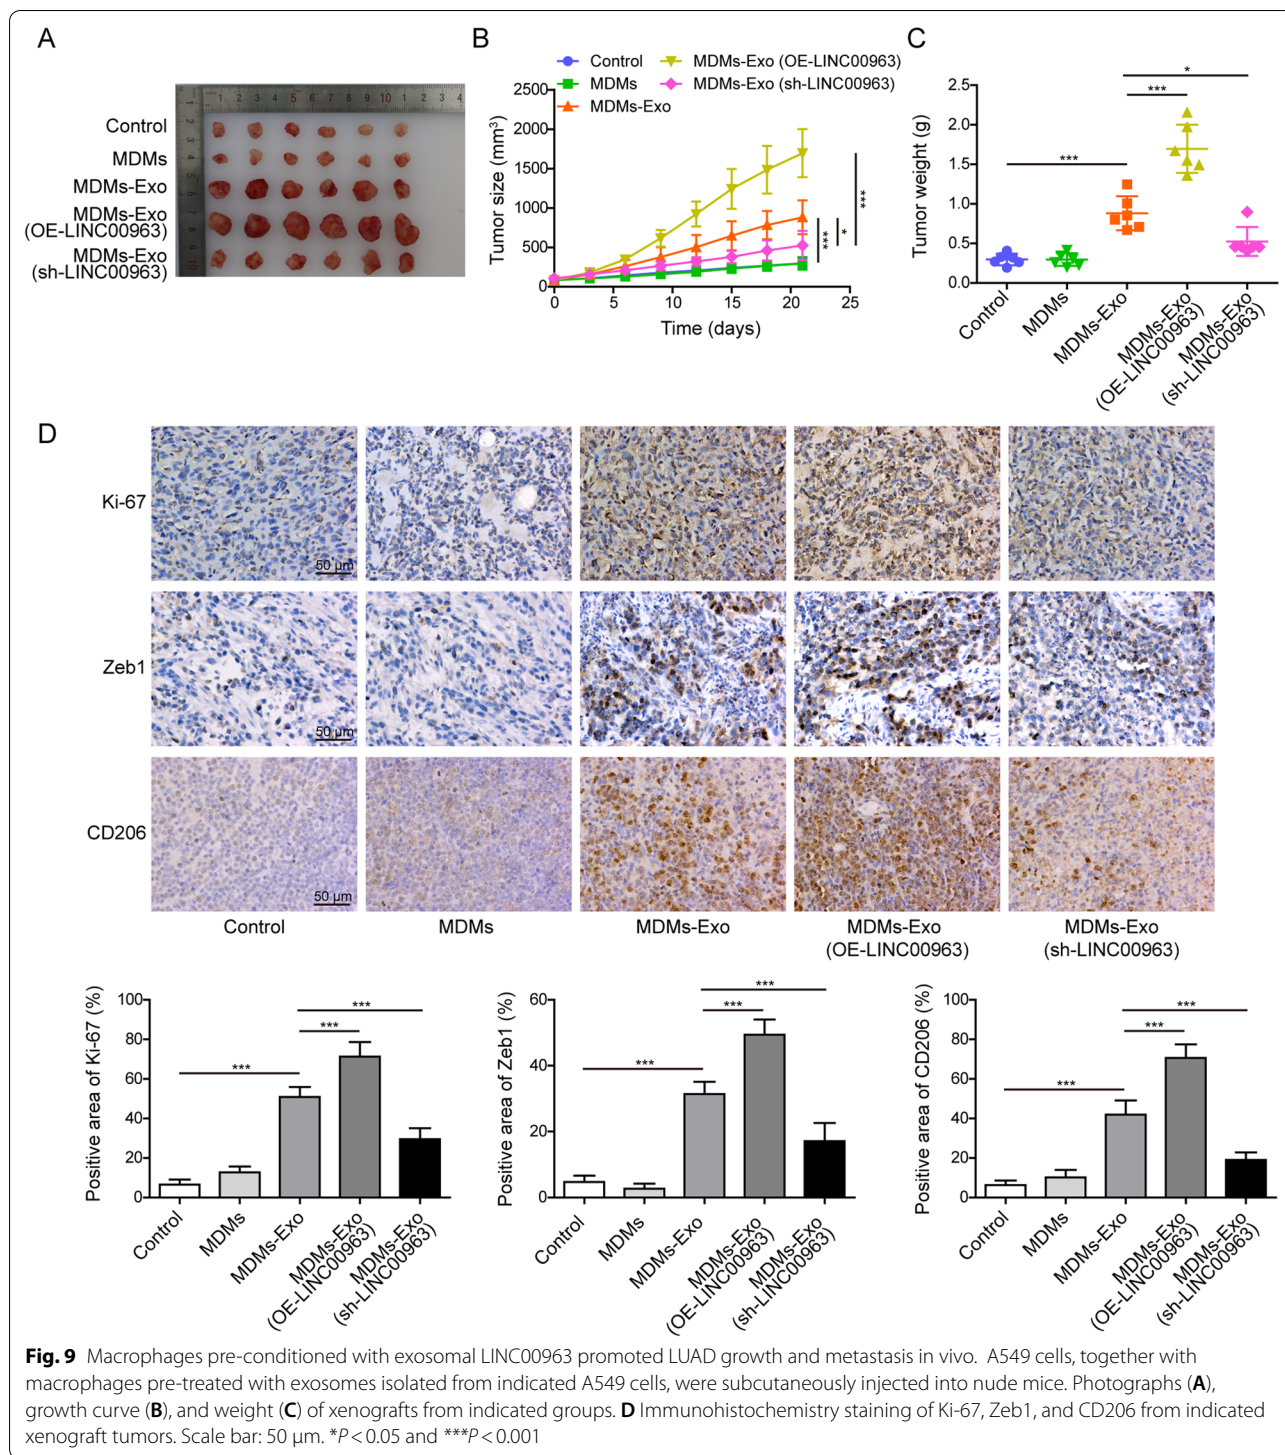 A
Control
MDMs
MDMs-Exo
MDMs-Exo
(OE-LINC00963)
MDMs-Exo
(sh-LINC00963)
B
Control
MDMs
MDMs-Exo
MDMs-Exo (OE-LINC00963)
MDMs-Exo (sh-LINC00963)
Tumor size (mm³)
2500
2000
1500
1000
500
0
0 5 10 15 20 25
Time (days)
***
*
***
C
Tumor weight (g)
2.5
2.0
1.5
1.0
0.5
0.0
***
***
*
Control
MDMs
MDMs-Exo
MDMs-Exo
(OE-LINC00963)
MDMs-Exo
(sh-LINC00963)
D
Ki-67
50 μm
Zeb1
50 μm
CD206
50 μm
Control
MDMs
MDMs-Exo
MDMs-Exo
(OE-LINC00963)
MDMs-Exo
(sh-LINC00963)
Positive area of Ki-67 (%)
100
80
60
40
20
0
***
***
***
Control
MDMs
MDMs-Exo
MDMs-Exo
(OE-LINC00963)
MDMs-Exo
(sh-LINC00963)
Positive area of Zeb1 (%)
60
40
20
0
***
***
***
Control
MDMs
MDMs-Exo
MDMs-Exo
(OE-LINC00963)
MDMs-Exo
(sh-LINC00963)
Positive area of CD206 (%)
100
80
60
40
20
0
***
***
***
Control
MDMs
MDMs-Exo
MDMs-Exo
(OE-LINC00963)
MDMs-Exo
(sh-LINC00963)
Fig. 9 Macrophages pre-conditioned with exosomal LINC00963 promoted LUAD growth and metastasis in vivo. A549 cells, together with
macrophages pre-treated with exosomes isolated from indicated A549 cells, were subcutaneously injected into nude mice. Photographs (A),
growth curve (B), and weight (C) of xenografts from indicated groups. D Immunohistochemistry staining of Ki-67, Zeb1, and CD206 from indicated
xenograft tumors. Scale bar: 50 μm. *P < 0.05 and ***P < 0.001